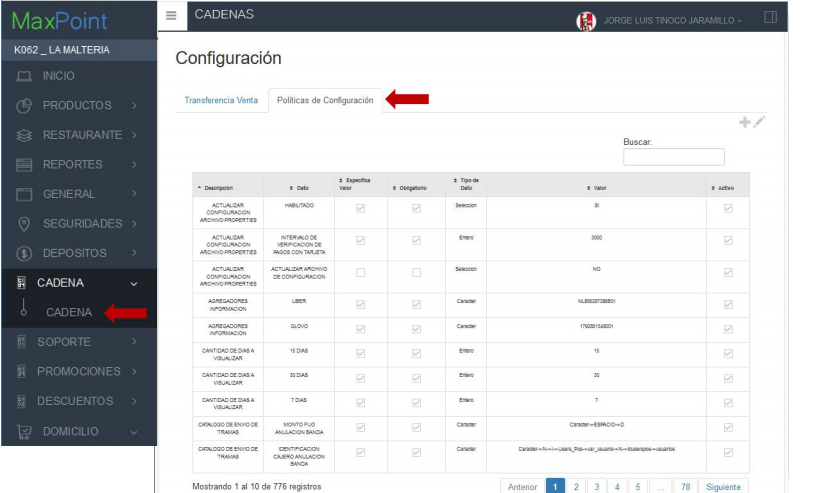 MaxPoint
CADENAS
JORGE LUIS TINOCO JARAMILLO
K062 _ LA MALTERIA
INICIO
PRODUCTOS
RESTAURANTE
REPORTES
GENERAL
SEGURIDADES
DEPOSITOS
CADENA
CADENA
SOPORTE
PROMOCIONES
DESCUENTOS
DOMICILIO
Configuración
Transferencia Venta Políticas de Configuración
Buscar:
Descripción Dato Especifica Valor Obligatorio Tipo de Dato Valor Activo
ACTUALIZAR CONFIGURACION ARCHIVO PROPERTIES HABILITADO Seleccion SI
ACTUALIZAR CONFIGURACION ARCHIVO PROPERTIES INTERVALO DE VERIFICACION DE PAGOS CON TARJETA Entero 3000
ACTUALIZAR CONFIGURACION ARCHIVO PROPERTIES ACTUALIZAR ARCHIVO DE CONFIGURACION Seleccion NO
AGREGADORES INFORMACION UBER Caracter
AGREGADORES INFORMACION GLOVO Caracter
CANTIDAD DE DIAS A VISUALIZAR 15 DIAS Entero 15
CANTIDAD DE DIAS A VISUALIZAR 30 DIAS Entero 30
CANTIDAD DE DIAS A VISUALIZAR 7 DIAS Entero 7
CATALOGO DE ENVIO DE TRAMAS MONTO FIJO ANULACION BANDA Caracter->ESPACIO->D
CATALOGO DE ENVIO DE TRAMAS IDENTIFICACION CAJERO ANULACION BANDA
Mostrando 1 al 10 de 776 registros
Anterior 1 2 3 4 5 ... 78 Siguiente